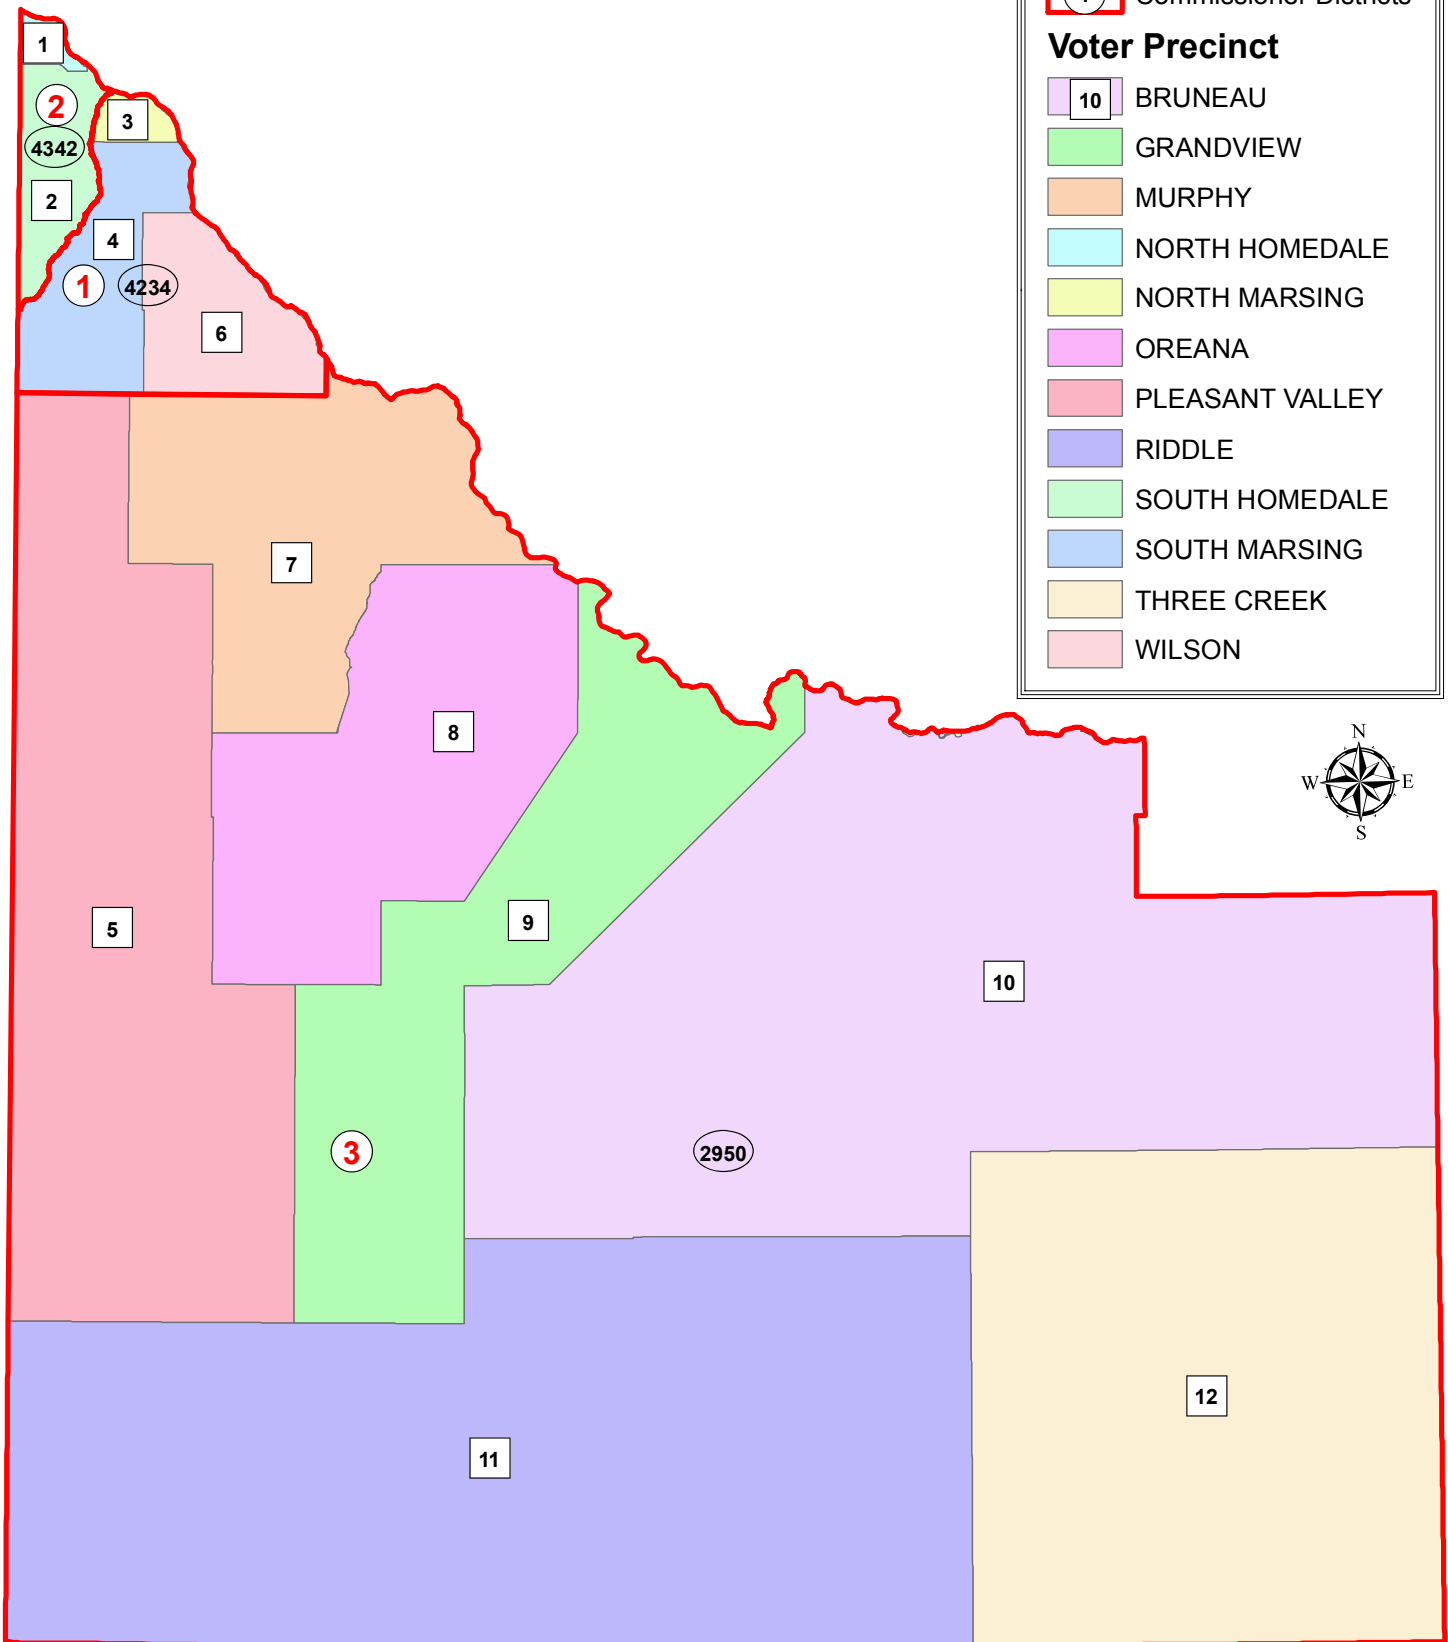 Commissioner Districts
Voter Precinct
10 BRUNEAU
GRANDVIEW
MURPHY
NORTH HOMEDALE
NORTH MARSING
OREANA
PLEASANT VALLEY
RIDDLE
SOUTH HOMEDALE
SOUTH MARSING
THREE CREEK
WILSON
N
W E
S
1
2
4342
2
3
4
1
4234
6
7
8
5
9
10
3
2950
12
11